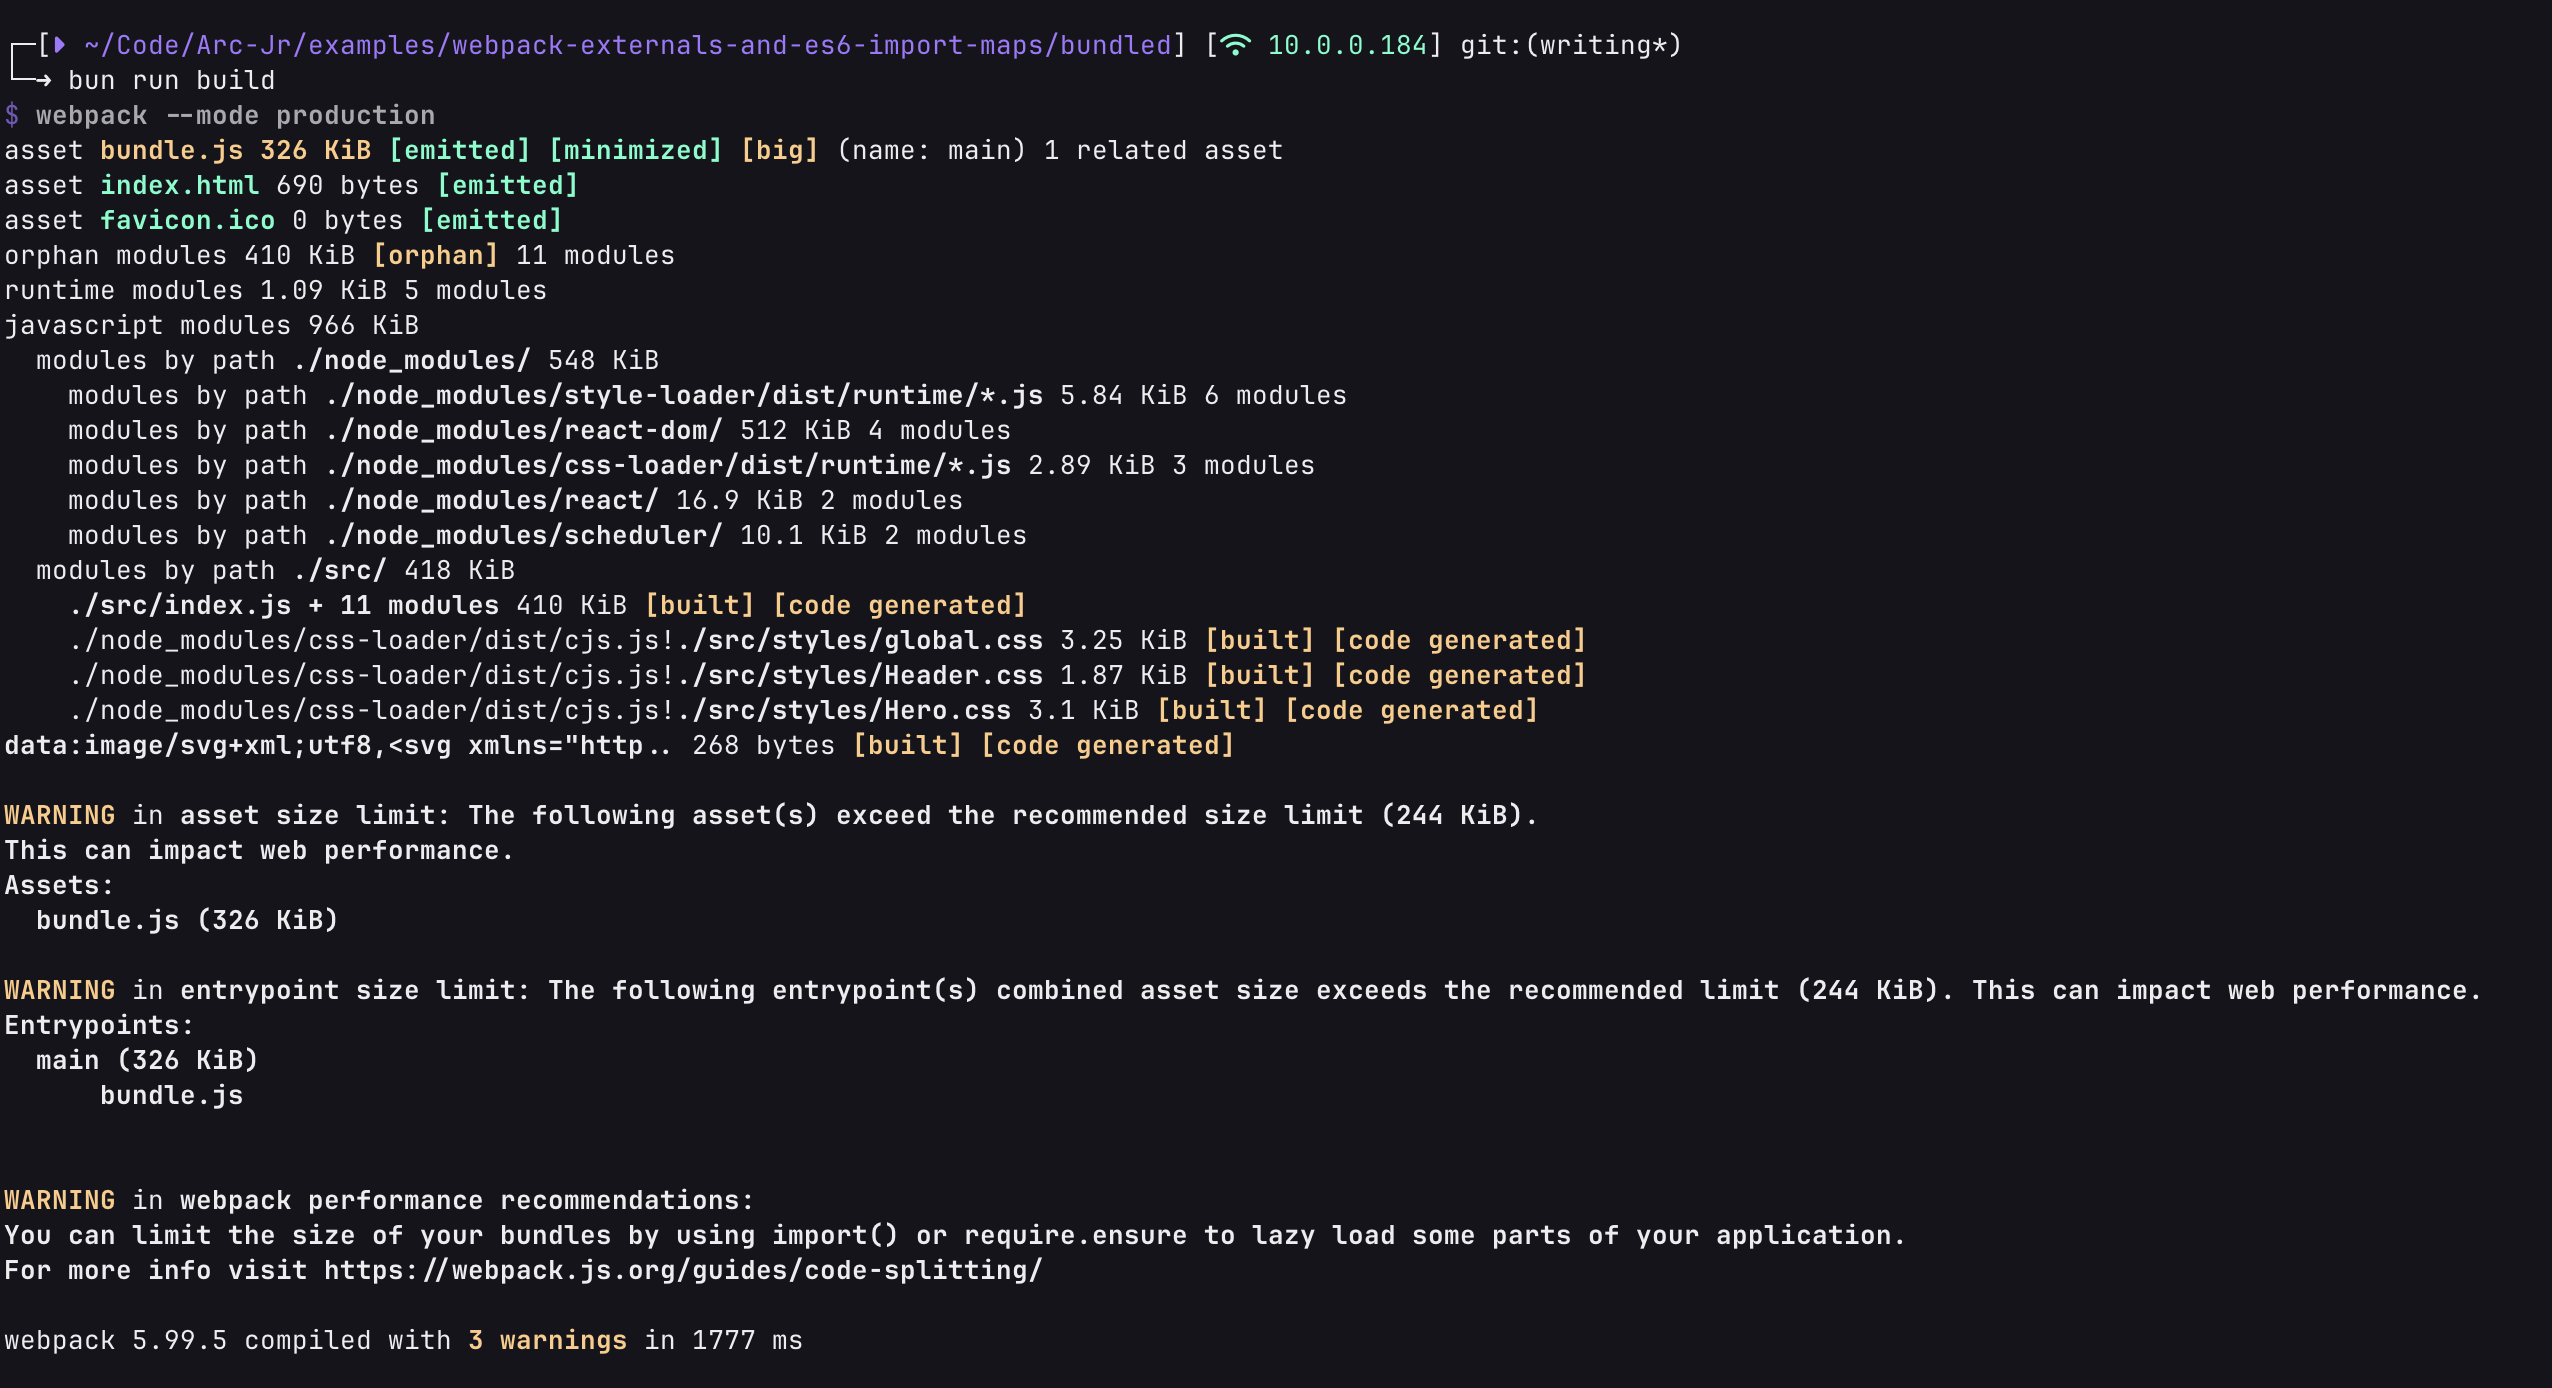 [ ~/Code/Arc-Jr/examples/webpack-externals-and-es6-import-maps/bundled] [ 10.0.0.184] git:(writing*)
→ bun run build
$ webpack --mode production
asset bundle.js 326 KiB [emitted] [minimized] [big] (name: main) 1 related asset
asset index.html 690 bytes [emitted]
asset favicon.ico 0 bytes [emitted]
orphan modules 410 KiB [orphan] 11 modules
runtime modules 1.09 KiB 5 modules
javascript modules 966 KiB
  modules by path ./node_modules/ 548 KiB
    modules by path ./node_modules/style-loader/dist/runtime/*.js 5.84 KiB 6 modules
    modules by path ./node_modules/react-dom/ 512 KiB 4 modules
    modules by path ./node_modules/css-loader/dist/runtime/*.js 2.89 KiB 3 modules
    modules by path ./node_modules/react/ 16.9 KiB 2 modules
    modules by path ./node_modules/scheduler/ 10.1 KiB 2 modules
  modules by path ./src/ 418 KiB
    ./src/index.js + 11 modules 410 KiB [built] [code generated]
    ./node_modules/css-loader/dist/cjs.js!./src/styles/global.css 3.25 KiB [built] [code generated]
    ./node_modules/css-loader/dist/cjs.js!./src/styles/Header.css 1.87 KiB [built] [code generated]
    ./node_modules/css-loader/dist/cjs.js!./src/styles/Hero.css 3.1 KiB [built] [code generated]
data:image/svg+xml;utf8,<svg xmlns="http.. 268 bytes [built] [code generated]
WARNING in asset size limit: The following asset(s) exceed the recommended size limit (244 KiB).
This can impact web performance.
Assets:
  bundle.js (326 KiB)
WARNING in entrypoint size limit: The following entrypoint(s) combined asset size exceeds the recommended limit (244 KiB). This can impact web performance.
Entrypoints:
  main (326 KiB)
      bundle.js
WARNING in webpack performance recommendations:
You can limit the size of your bundles by using import() or require.ensure to lazy load some parts of your application.
For more info visit https://webpack.js.org/guides/code-splitting/
webpack 5.99.5 compiled with 3 warnings in 1777 ms